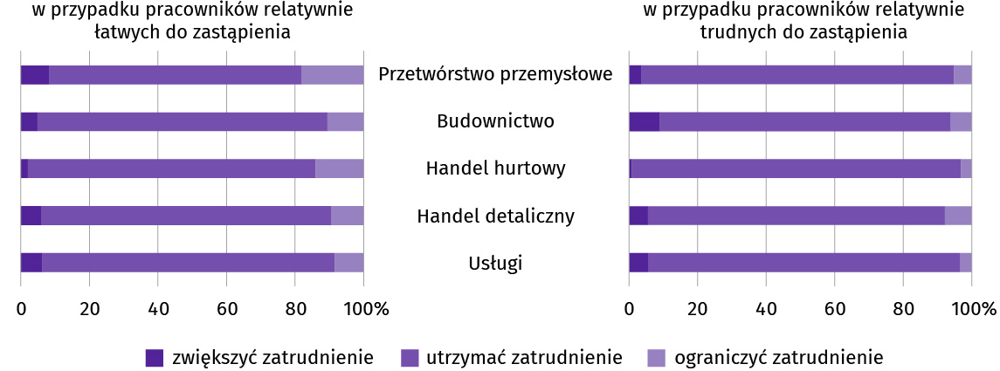 w przypadku pracowników relatywnie
łatwych do zastąpienia
w przypadku pracowników relatywnie
trudnych do zastąpienia
Przetwórstwo przemysłowe
Budownictwo
Handel hurtowy
Handel detaliczny
Usługi
0 20 40 60 80 100%
0 20 40 60 80 100%
zwiększyć zatrudnienie utrzymać zatrudnienie ograniczyć zatrudnienie